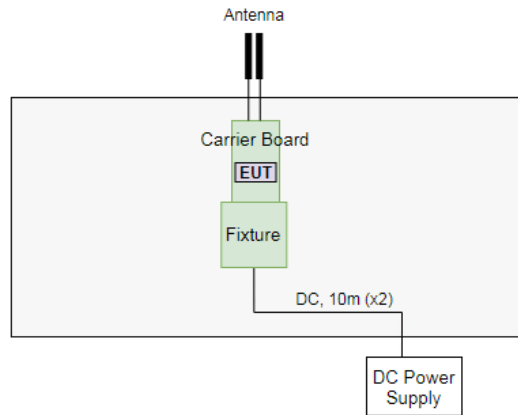 Antenna
Carrier Board
EUT
Fixture
DC, 10m (x2)
DC Power
Supply